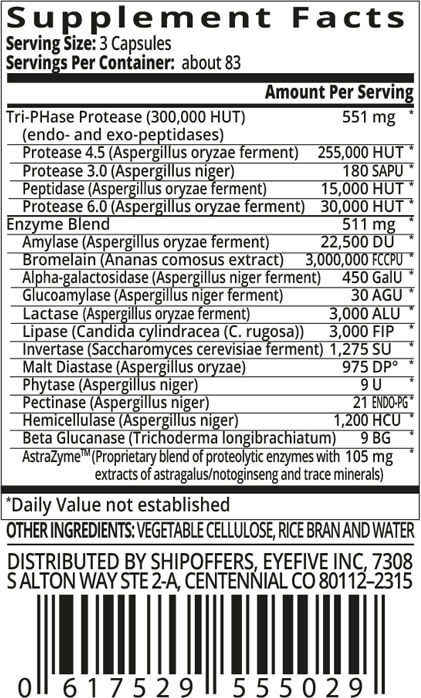 Supplement Facts
Serving Size: 3 Capsules
Servings Per Container: about 83
Amount Per Serving
Tri-PHase Protease (300,000 HUT) 551 mg *
(endo- and exo-peptidases)
Protease 4.5 (Aspergillus oryzae ferment) 255,000 HUT *
Protease 3.0 (Aspergillus niger) 180 SAPU *
Peptidase (Aspergillus oryzae ferment) 15,000 HUT *
Protease 6.0 (Aspergillus oryzae ferment) 30,000 HUT *
Enzyme Blend 511 mg *
Amylase (Aspergillus oryzae ferment) 22,500 DU *
Bromelain (Ananas comosus extract) 3,000,000 FCCPU *
Alpha-galactosidase (Aspergillus niger ferment) 450 GalU *
Glucoamylase (Aspergillus niger ferment) 30 AGU *
Lactase (Aspergillus oryzae ferment) 3,000 ALU *
Lipase (Candida cylindracea (C. rugosa)) 3,000 FIP *
Invertase (Saccharomyces cerevisiae ferment) 1,275 SU *
Malt Diastase (Aspergillus oryzae) 975 DP° *
Phytase (Aspergillus niger) 9 U *
Pectinase (Aspergillus niger) 21 ENDO-PG *
Hemicellulase (Aspergillus niger) 1,200 HCU *
Beta Glucanase (Trichoderma longibrachiatum) 9 BG *
AstraZyme™ (Proprietary blend of proteolytic enzymes with 105 mg *
extracts of astragalus/notoginseng and trace minerals)
*Daily Value not established
OTHER INGREDIENTS: VEGETABLE CELLULOSE, RICE BRAN AND WATER
DISTRIBUTED BY SHIPOFFERS, EYEFIVE INC, 7308
S ALTON WAY STE 2-A, CENTENNIAL CO 80112–2315
0 617529 555029